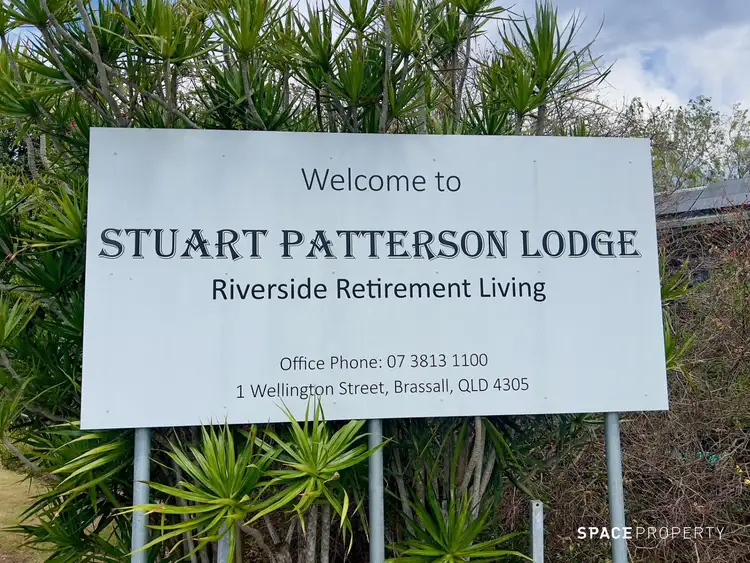 Welcome to
STUART PATTERSON LODGE
Riverside Retirement Living
Office Phone: 07 3813 1100
1 Wellington Street, Brassall, QLD 4305
SPACEPROPERTY